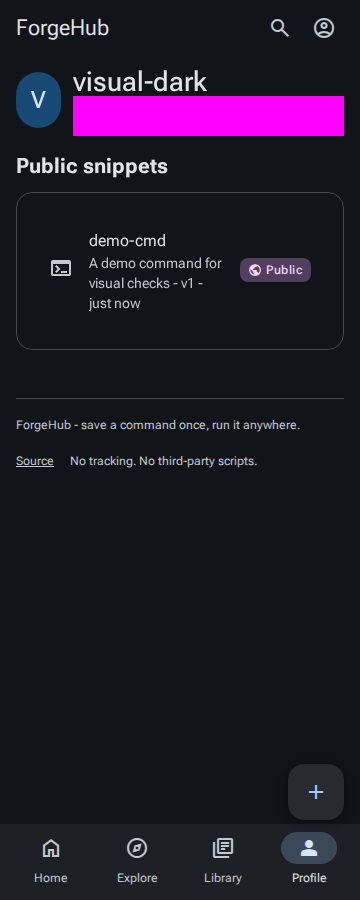 ForgeHub
V
visual-dark
Public snippets
demo-cmd
A demo command for
visual checks - v1 -
just now
Public
ForgeHub - save a command once, run it anywhere.
Source No tracking. No third-party scripts.
+
Home Explore Library Profile